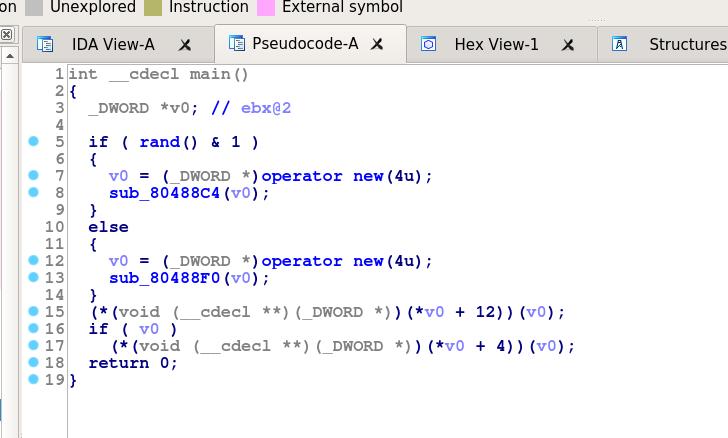 on Unexplored Instruction External symbol
IDA View-A Pseudocode-A Hex View-1 Structures
1 int __cdecl main()
2 {
3 _DWORD *v0; // ebx@2
4
5 if ( rand() & 1 )
6 {
7 v0 = (_DWORD *)operator new(4u);
8 sub_80488C4(v0);
9 }
10 else
11 {
12 v0 = (_DWORD *)operator new(4u);
13 sub_80488F0(v0);
14 }
15 (*(void (__cdecl **)(_DWORD *))(*v0 + 12))(v0);
16 if ( v0 )
17 (*(void (__cdecl **)(_DWORD *))(*v0 + 4))(v0);
18 return 0;
19 }